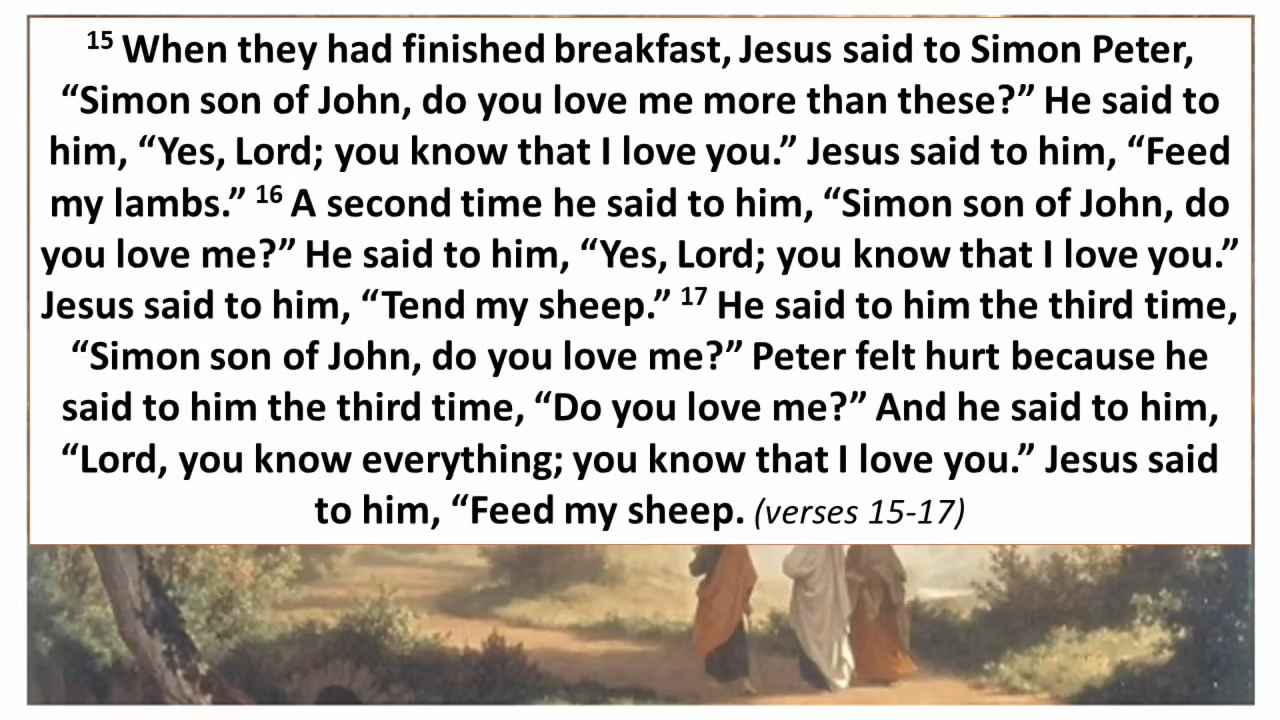 15 When they had finished breakfast, Jesus said to Simon Peter,
“Simon son of John, do you love me more than these?” He said to
him, “Yes, Lord; you know that I love you.” Jesus said to him, “Feed
my lambs.” 16 A second time he said to him, “Simon son of John, do
you love me?” He said to him, “Yes, Lord; you know that I love you.”
Jesus said to him, “Tend my sheep.” 17 He said to him the third time,
“Simon son of John, do you love me?” Peter felt hurt because he
said to him the third time, “Do you love me?” And he said to him,
“Lord, you know everything; you know that I love you.” Jesus said
to him, “Feed my sheep. (verses 15-17)